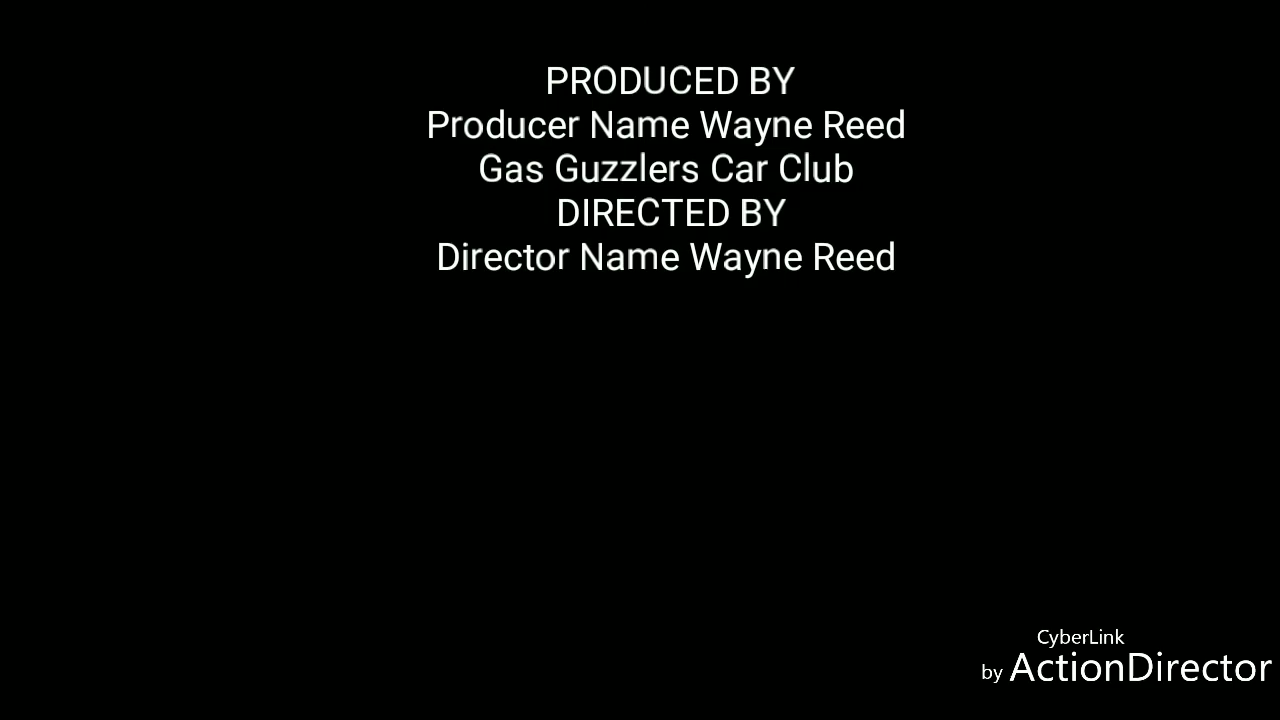 PRODUCED BY
Producer Name Wayne Reed
Gas Guzzlers Car Club
DIRECTED BY
Director Name Wayne Reed
CyberLink
by ActionDirector